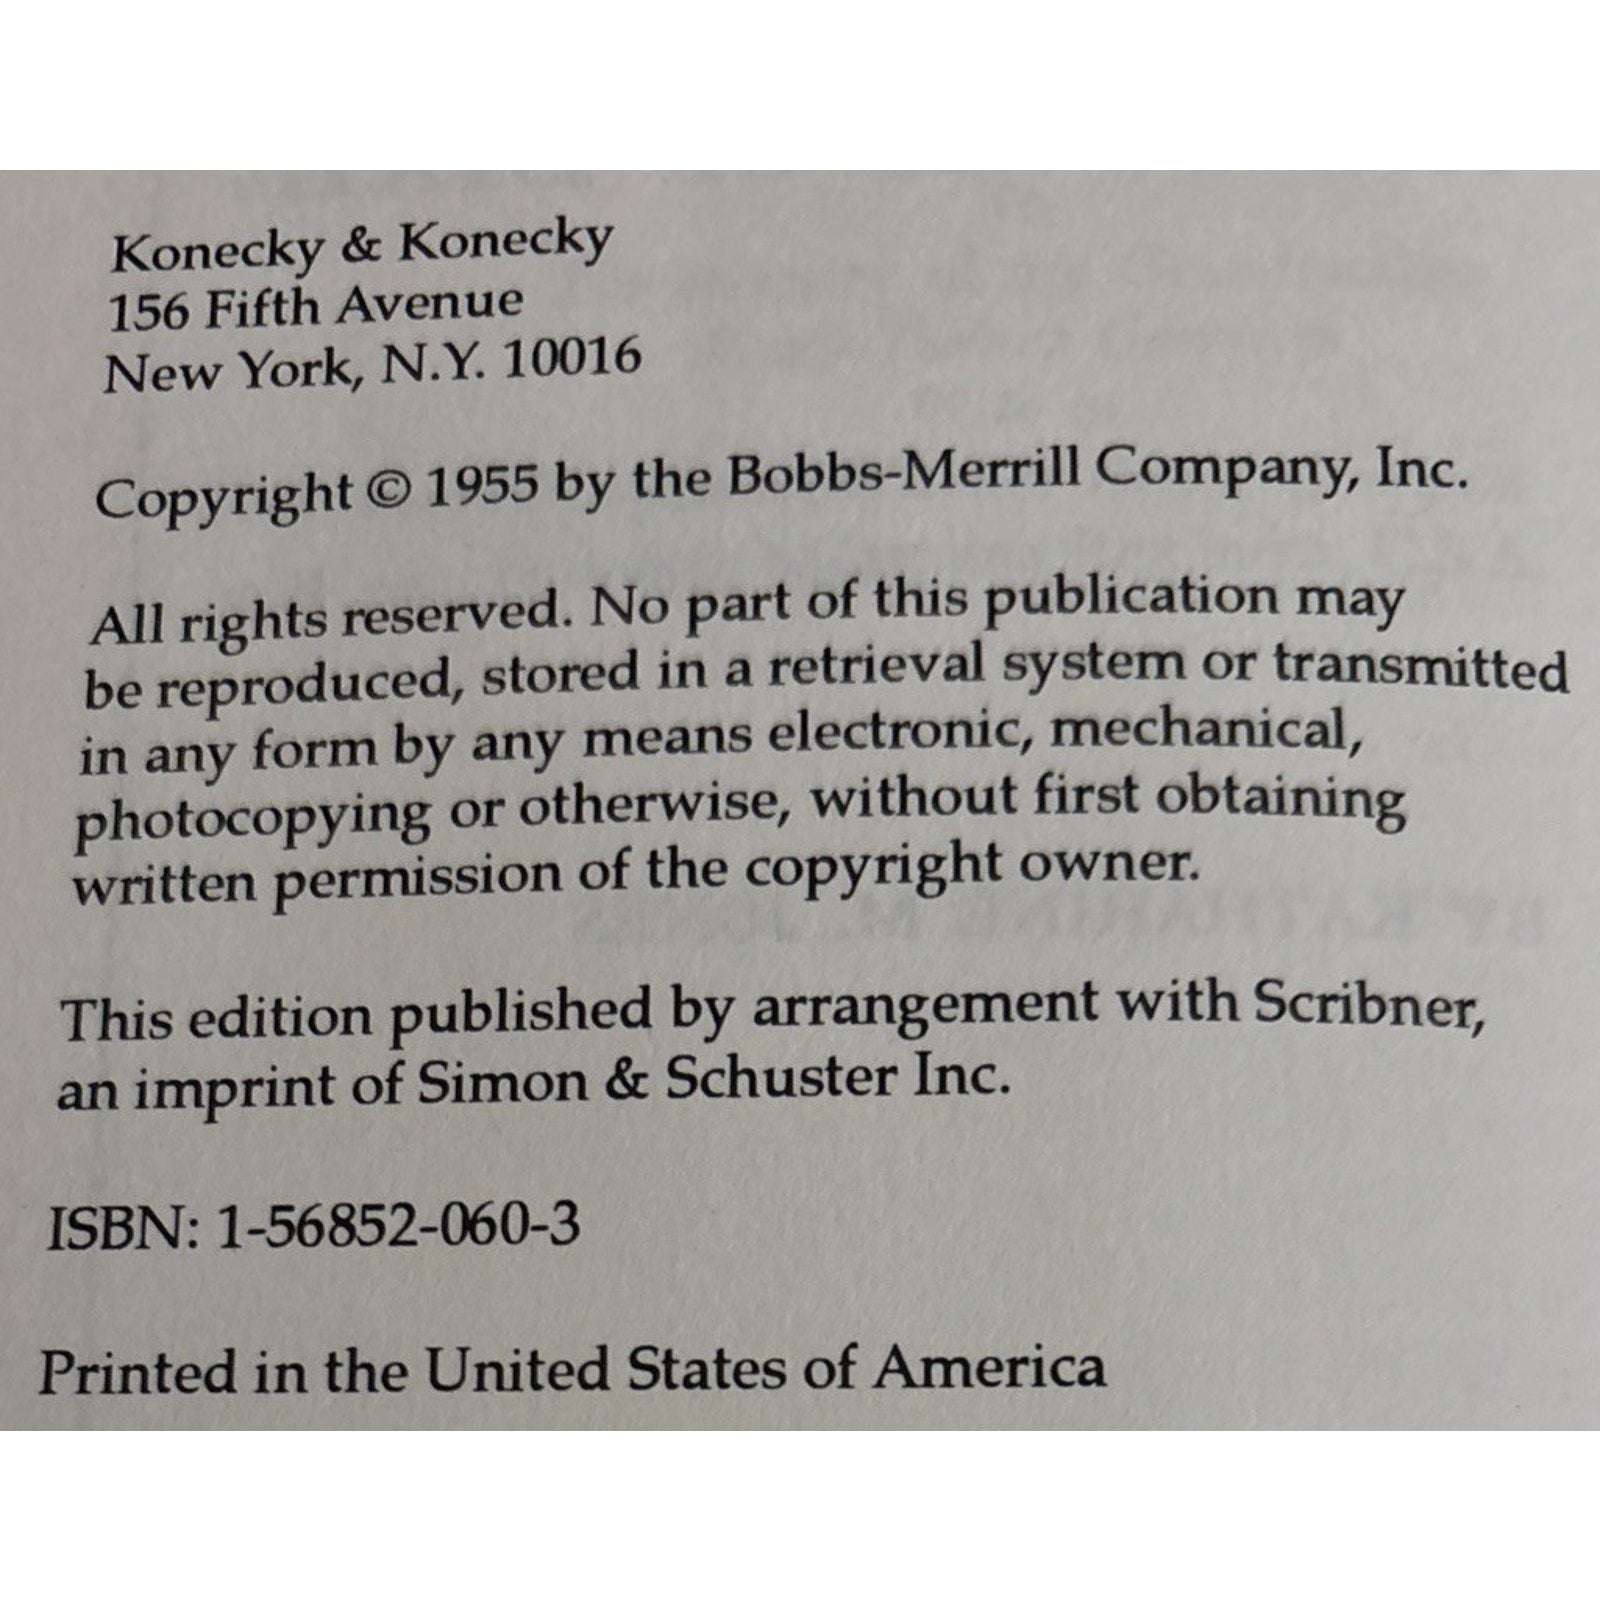 Konecky & Konecky
156 Fifth Avenue
New York, N.Y. 10016
Copyright © 1955 by the Bobbs-Merrill Company, Inc.
All rights reserved. No part of this publication may
be reproduced, stored in a retrieval system or transmitted
in any form by any means electronic, mechanical,
photocopying or otherwise, without first obtaining
written permission of the copyright owner.
This edition published by arrangement with Scribner,
an imprint of Simon & Schuster Inc.
ISBN: 1-56852-060-3
Printed in the United States of America